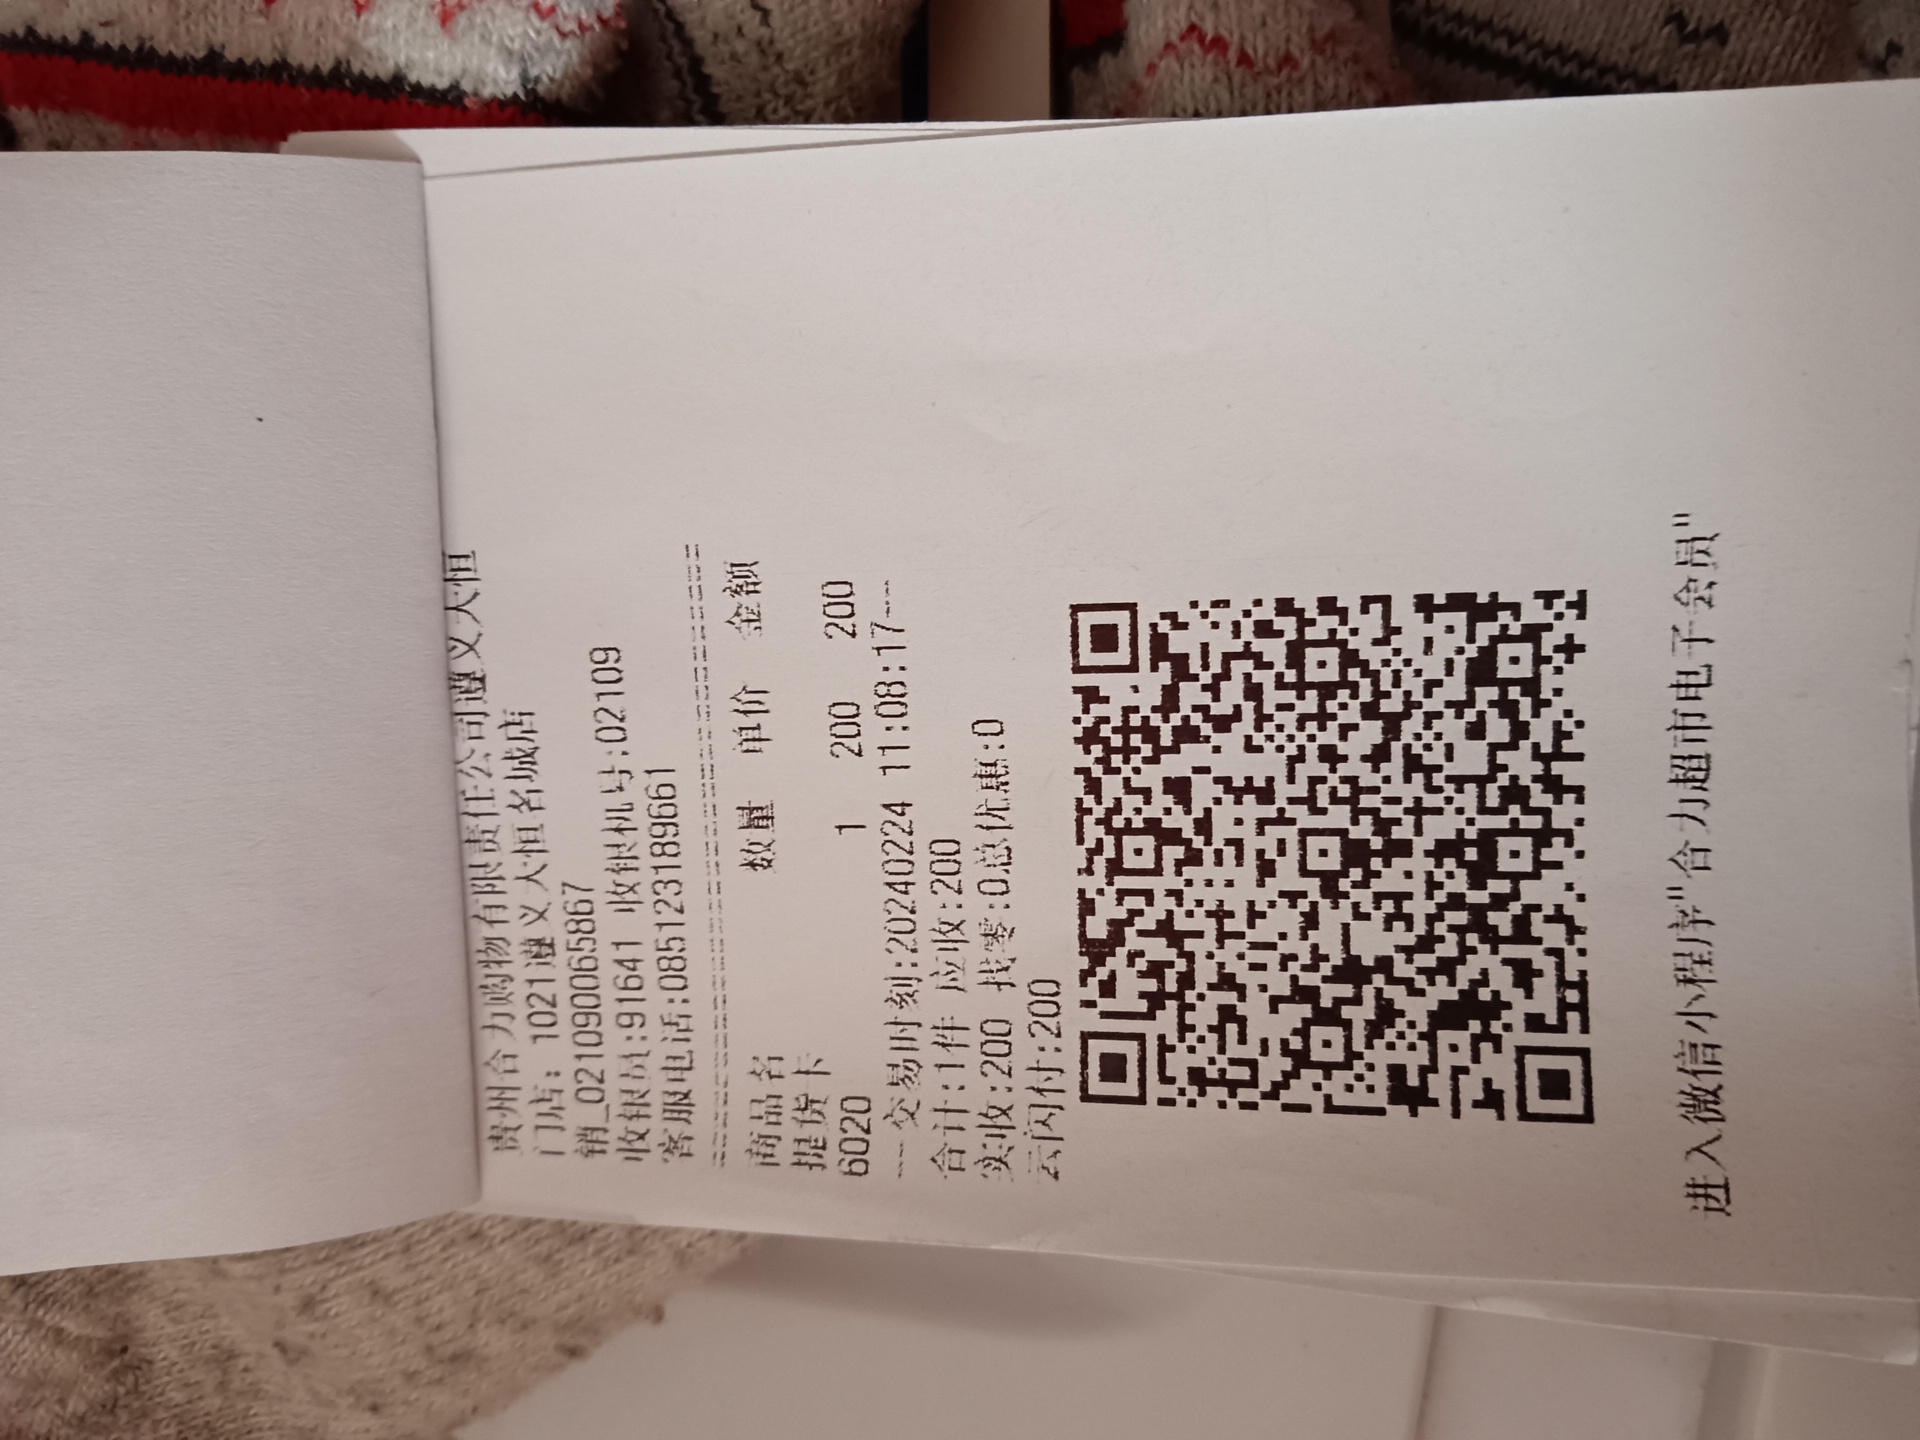 贵州合力购物有限责任公司遵义大恒
门店：1021遵义大恒名城店
销_021090065867
收银员:91641 收银机号:02109
客服电话:085123189661
商品名 数量 单价 金额
提货卡
6020 1 200 200
--交易时刻:20240224 11:08:17--
合计:1件 应收:200
实收:200 找零:0总优惠:0
云闪付:200
进入微信小程序"合力超市电子会员"